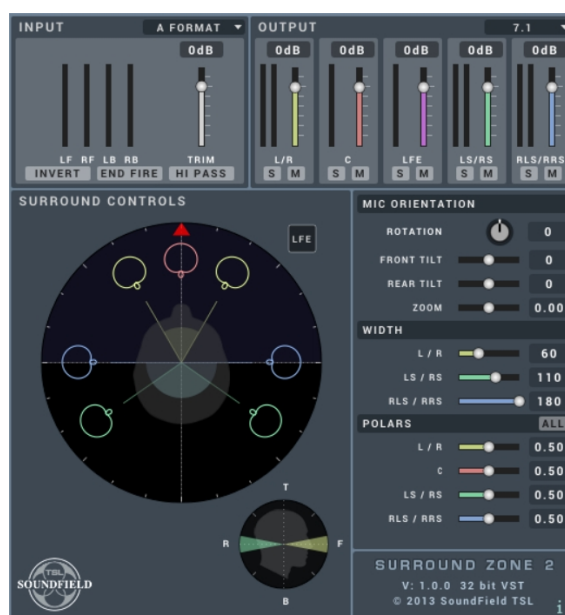 INPUT
A FORMAT
OUTPUT
7.1
0dB
0dB
0dB
0dB
0dB
0dB
LF RF LB RB
TRIM
L/R
C
LFE
LS/RS
RLS/RRS
INVERT
END FIRE
HI PASS
S M
S M
S M
S M
S M
SURROUND CONTROLS
LFE
MIC ORIENTATION
ROTATION 0
FRONT TILT 0
REAR TILT 0
ZOOM 0.00
WIDTH
L / R 60
LS / RS 110
RLS / RRS 180
POLARS ALL
L / R 0.50
C 0.50
LS / RS 0.50
RLS / RRS 0.50
T
R
F
B
TSL
SOUNDFIELD
SURROUND ZONE 2
V: 1.0.0 32 bit VST
© 2013 SoundField TSL
i